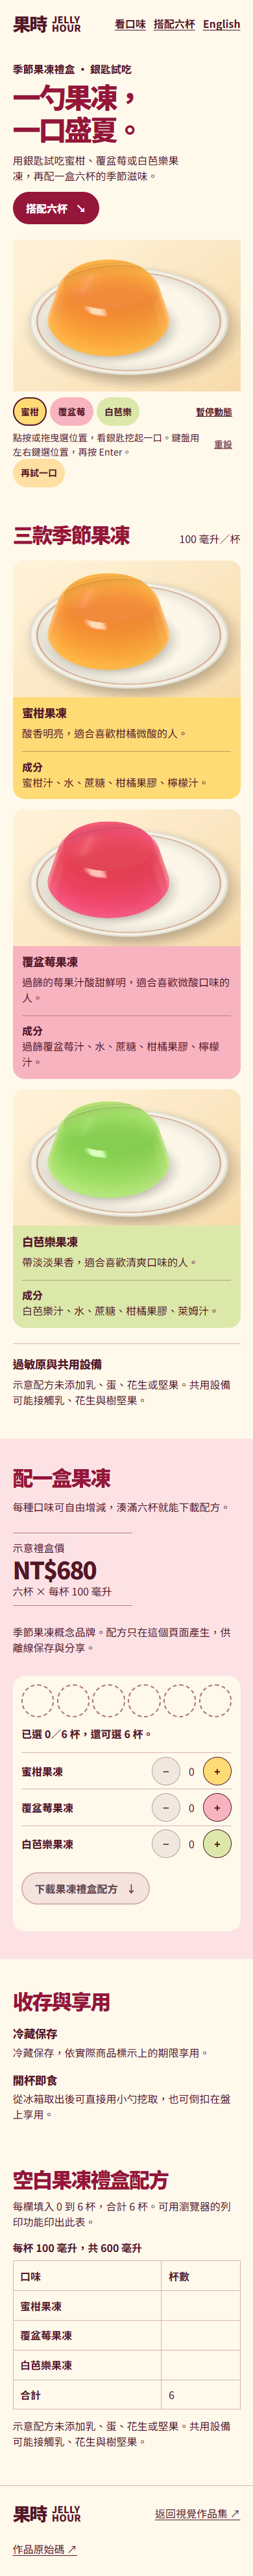 果時 JELLY HOUR
看口味 搭配六杯 English
季節果凍禮盒 · 銀匙試吃
一勺果凍，
一口盛夏。
用銀匙試吃蜜柑、覆盆莓或白芭樂果
凍，再配一盒六杯的季節滋味。
搭配六杯 ↘
蜜柑 覆盆莓 白芭樂 暫停動態
點按或拖曳選位置，看銀匙挖起一口。鍵盤用
左右鍵選位置，再按 Enter。
重設
再試一口
三款季節果凍 100 毫升／杯
蜜柑果凍
酸香明亮，適合喜歡柑橘微酸的人。
成分
蜜柑汁、水、蔗糖、柑橘果膠、檸檬汁。
覆盆莓果凍
過篩的莓果汁酸甜鮮明，適合喜歡微酸口味的
人。
成分
過篩覆盆莓汁、水、蔗糖、柑橘果膠、檸檬
汁。
白芭樂果凍
帶淡淡果香，適合喜歡清爽口味的人。
成分
白芭樂汁、水、蔗糖、柑橘果膠、萊姆汁。
過敏原與共用設備
示意配方未添加乳、蛋、花生或堅果。共用設備
可能接觸乳、花生與樹堅果。
配一盒果凍
每種口味可自由增減，湊滿六杯就能下載配方。
示意禮盒價
NT$680
六杯 × 每杯 100 毫升
季節果凍概念品牌。配方只在這個頁面產生，供
離線保存與分享。
已選 0／6 杯，還可選 6 杯。
蜜柑果凍 − 0 +
覆盆莓果凍 − 0 +
白芭樂果凍 − 0 +
下載果凍禮盒配方 ↓
收存與享用
冷藏保存
冷藏保存，依實際商品標示上的期限享用。
開杯即食
從冰箱取出後可直接用小勺挖取，也可倒扣在盤
上享用。
空白果凍禮盒配方
每欄填入 0 到 6 杯，合計 6 杯。可用瀏覽器的列
印功能印出此表。
每杯 100 毫升，共 600 毫升
口味 杯數
蜜柑果凍
覆盆莓果凍
白芭樂果凍
合計 6
示意配方未添加乳、蛋、花生或堅果。共用設備
可能接觸乳、花生與樹堅果。
果時 JELLY HOUR
返回視覺作品集 ↗
作品原始碼 ↗